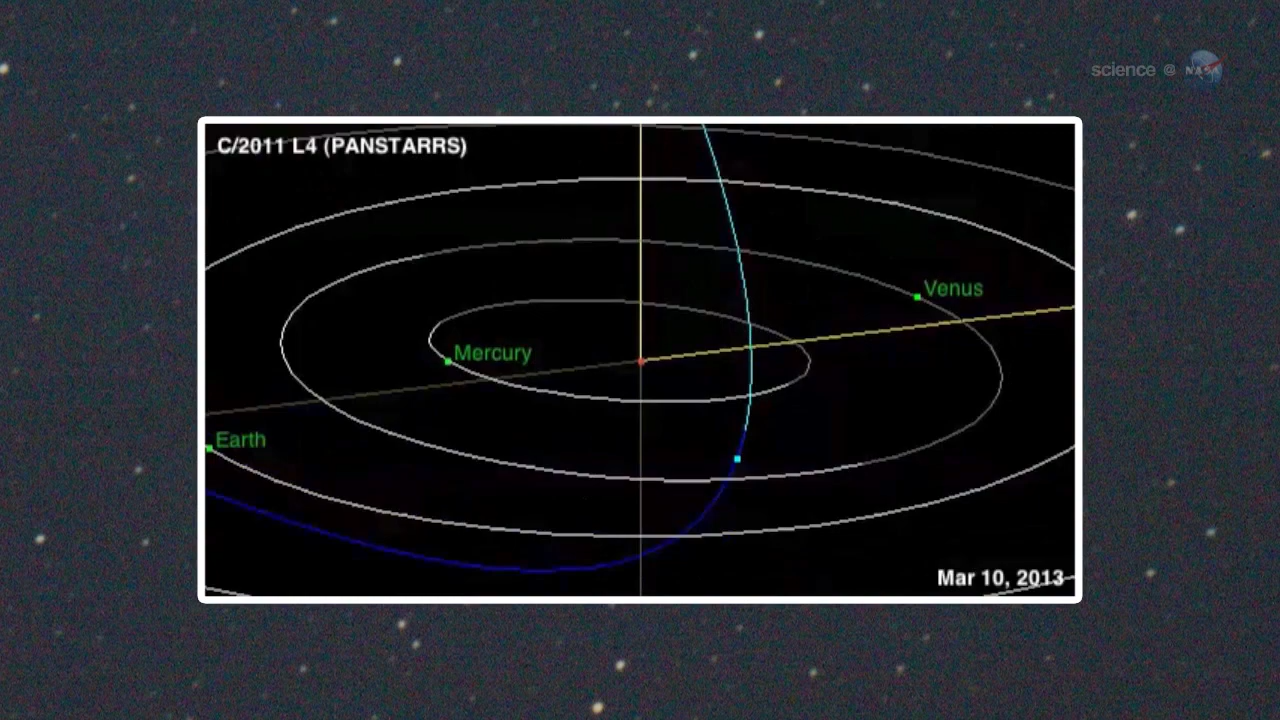 science @ NASA
C/2011 L4 (PANSTARRS)
Venus
Mercury
Earth
Mar 10, 2013